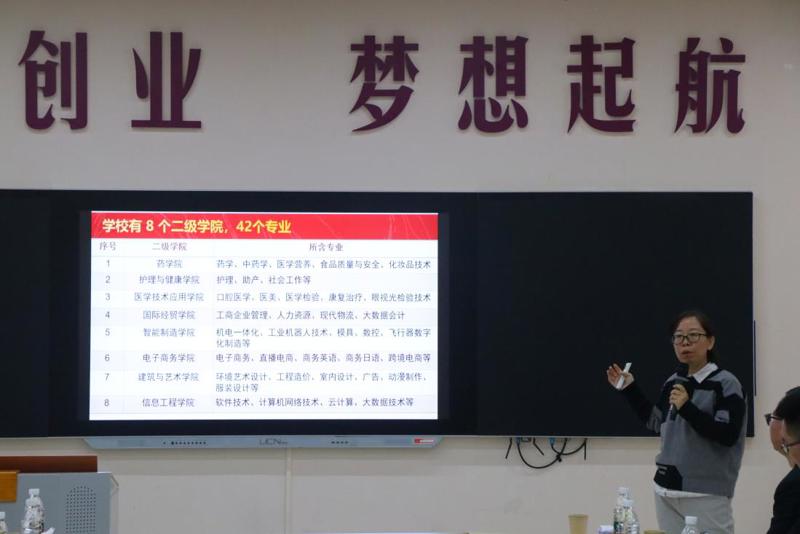 创业 梦想起航
学校有 8 个二级学院，42个专业
序号 二级学院 所含专业
1 药学院 药学、中药学、医学营养、食品质量与安全、化妆品技术
2 护理与健康学院 护理、助产、社会工作等
3 医学技术应用学院 口腔医学、医美、医学检验、康复治疗、眼视光检验技术
4 国际经贸学院 工商企业管理、人力资源、现代物流、大数据会计
5 智能制造学院 机电一体化、工业机器人技术、模具、数控、飞行器数字
化制造等
6 电子商务学院 电子商务、直播电商、商务英语、商务日语、跨境电商等
7 建筑与艺术学院 环境艺术设计、工程造价、室内设计、广告、动漫制作、
服装设计等
8 信息工程学院 软件技术、计算机网络技术、云计算、大数据技术等